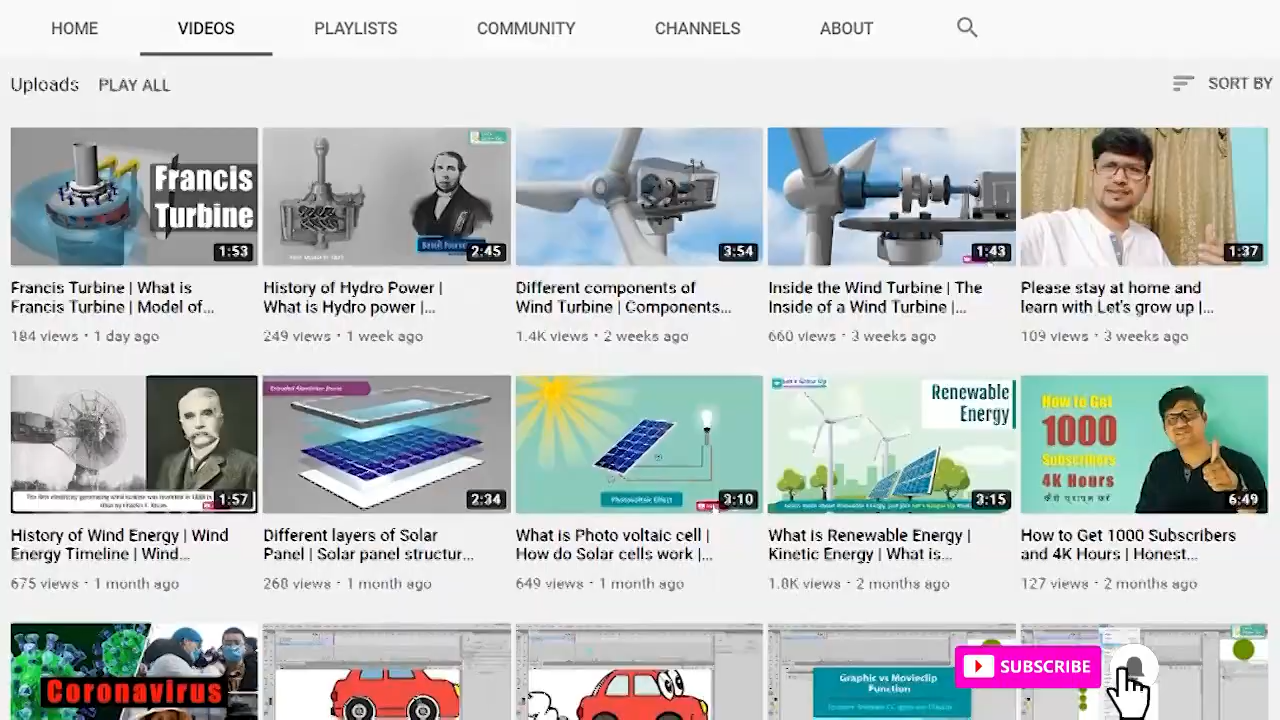 HOME VIDEOS PLAYLISTS COMMUNITY CHANNELS ABOUT
Uploads PLAY ALL SORT BY
Francis
Turbine
1:53
2:45
3:54
1:43
1:37
Francis Turbine | What is
Francis Turbine | Model of...
184 views • 1 day ago
History of Hydro Power |
What is Hydro power |...
249 views • 1 week ago
Different components of
Wind Turbine | Components...
1.4K views • 2 weeks ago
Inside the Wind Turbine | The
Inside of a Wind Turbine |...
660 views • 3 weeks ago
Please stay at home and
learn with Let's grow up |...
109 views • 3 weeks ago
1:57
2:34
Photovoltaic Effect
3:10
Let's Grow Up
Renewable
Energy
3:15
How to Get
1000
Subscribers
4K Hours
6:49
History of Wind Energy | Wind
Energy Timeline | Wind...
675 views • 1 month ago
Different layers of Solar
Panel | Solar panel structur...
268 views • 1 month ago
What is Photo voltaic cell |
How do Solar cells work |...
649 views • 1 month ago
What is Renewable Energy |
Kinetic Energy | What is...
1.8K views • 2 months ago
How to Get 1000 Subscribers
and 4K Hours | Honest...
127 views • 2 months ago
Coronavirus
Graphic vs Movieclip
Function
SUBSCRIBE